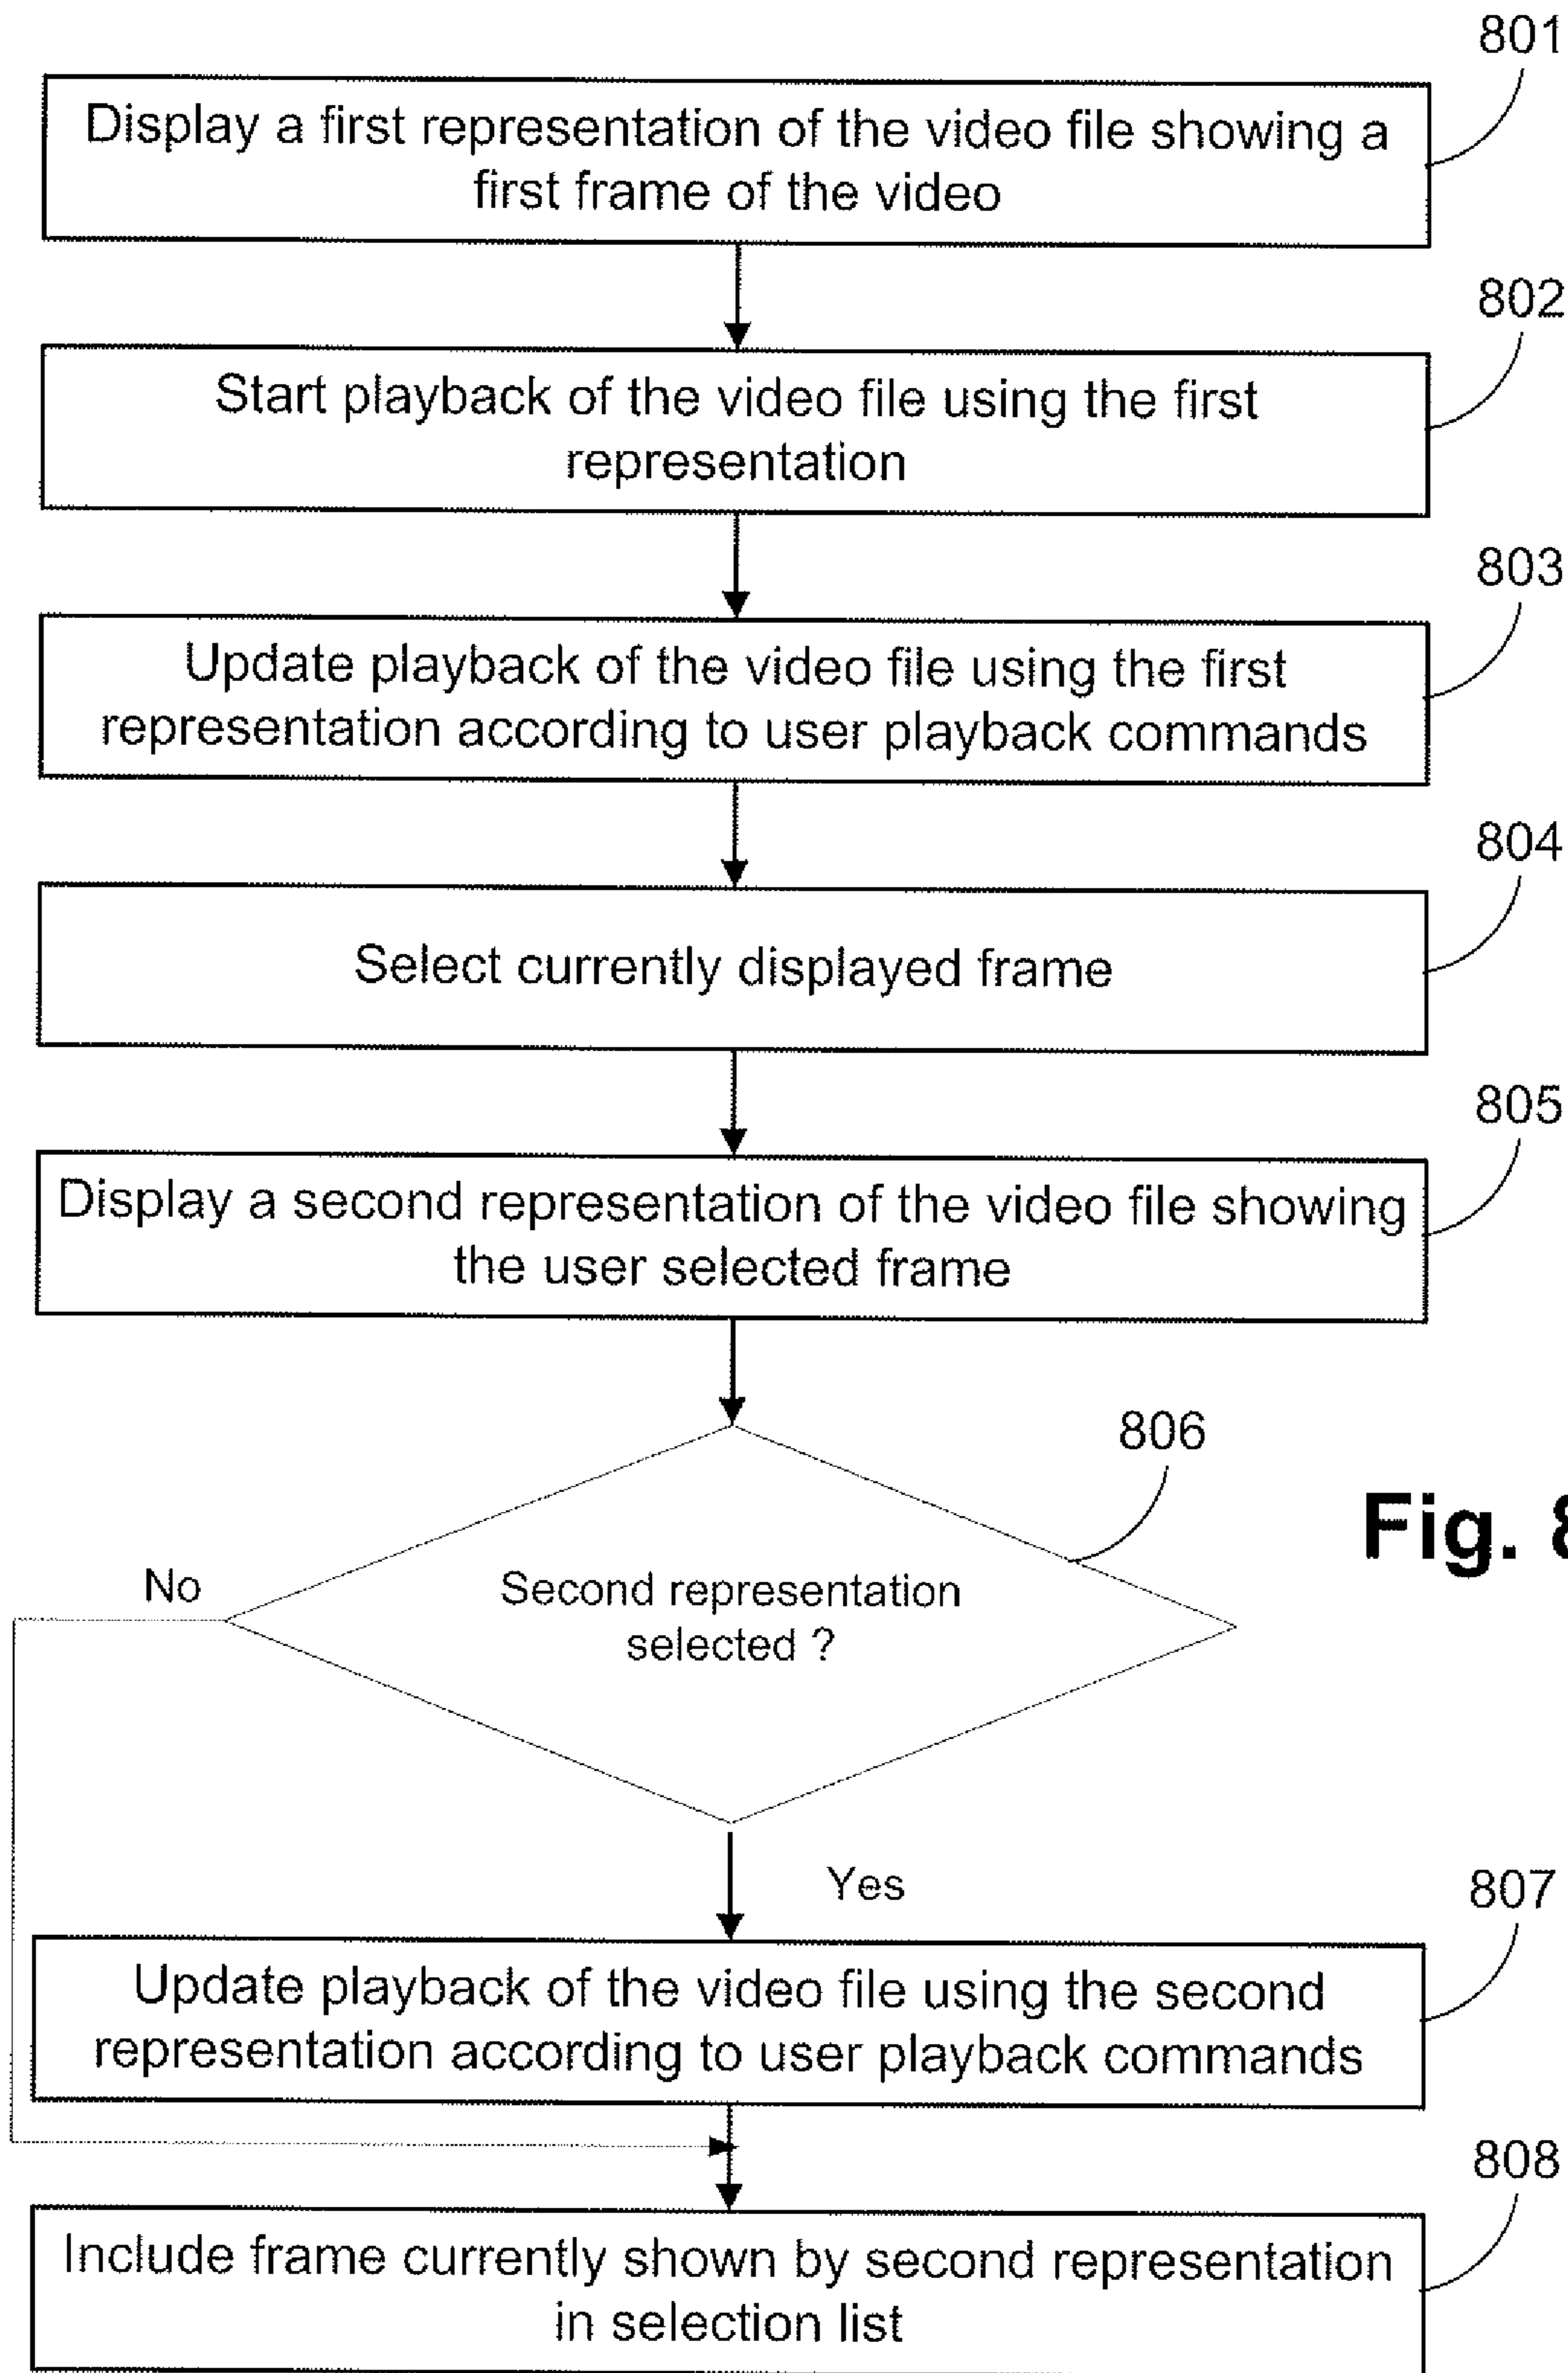 801
Display a first representation of the video file showing a
first frame of the video
802
Start playback of the video file using the first
representation
803
Update playback of the video file using the first
representation according to user playback commands
804
Select currently displayed frame
805
Display a second representation of the video file showing
the user selected frame
806
Fig. 8
No
Second representation
selected ?
Yes
807
Update playback of the video file using the second
representation according to user playback commands
808
Include frame currently shown by second representation
in selection list